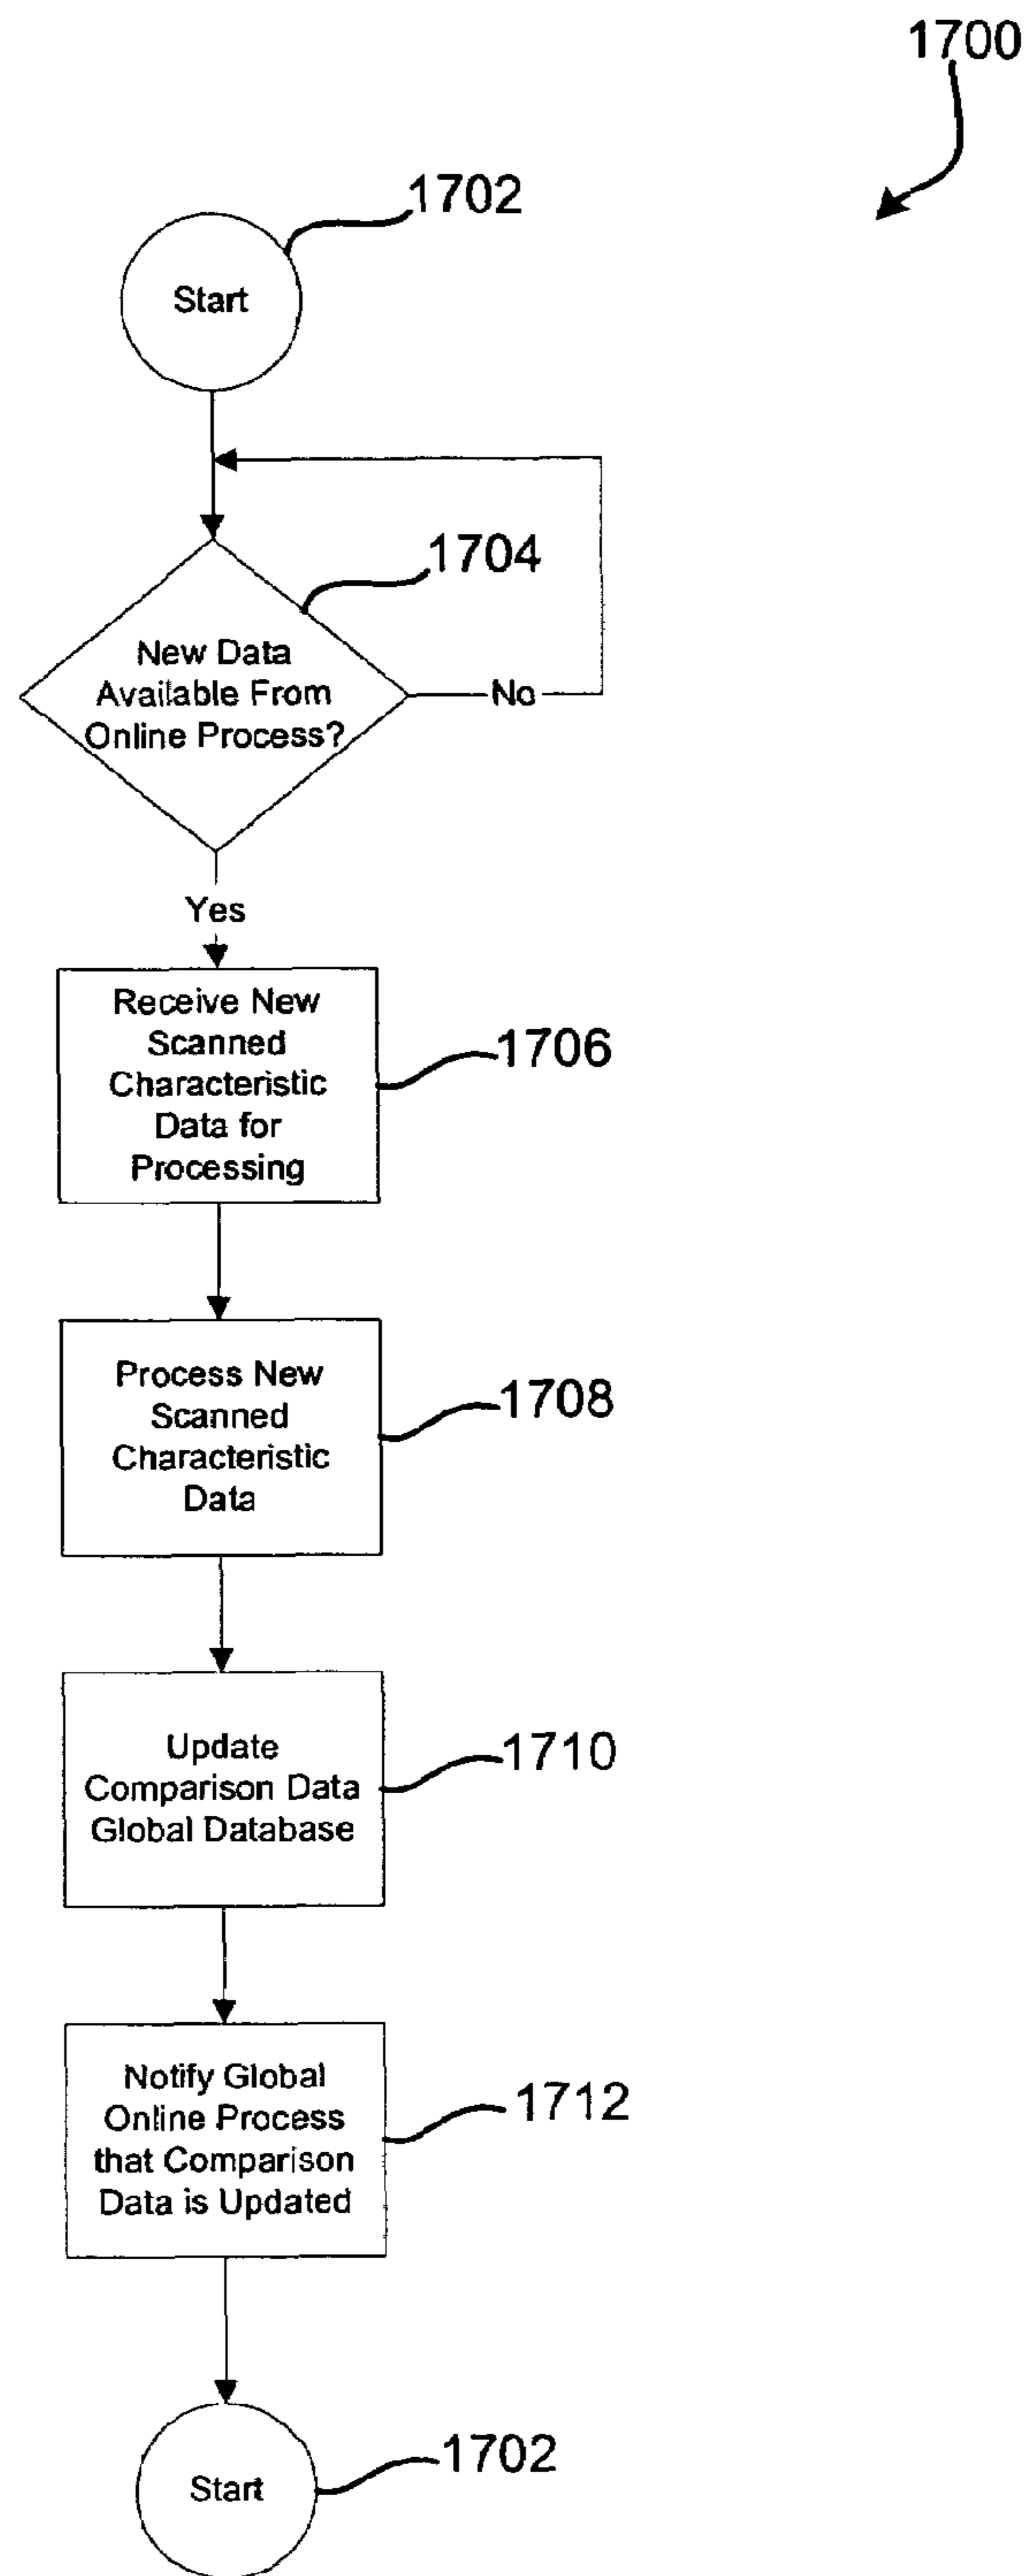 1700
1702
Start
1704
New Data
Available From
Online Process?
No
Yes
Receive New
Scanned
Characteristic
Data for
Processing
1706
Process New
Scanned
Characteristic
Data
1708
Update
Comparison Data
Global Database
1710
Notify Global
Online Process
that Comparison
Data is Updated
1712
1702
Start